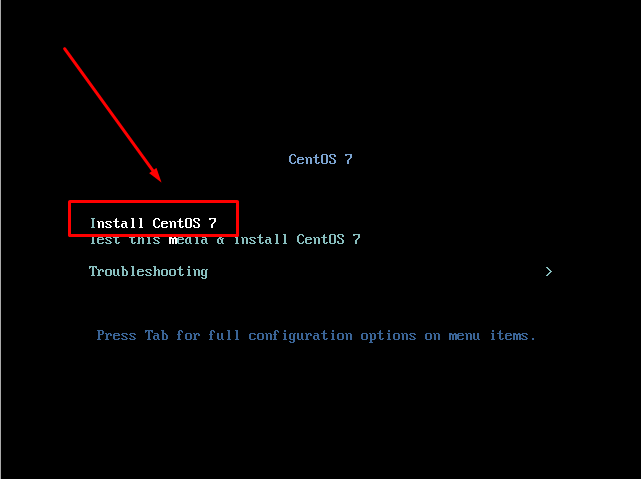 CentOS 7
Install CentOS 7
Test this media & install CentOS 7
Troubleshooting >
Press Tab for full configuration options on menu items.